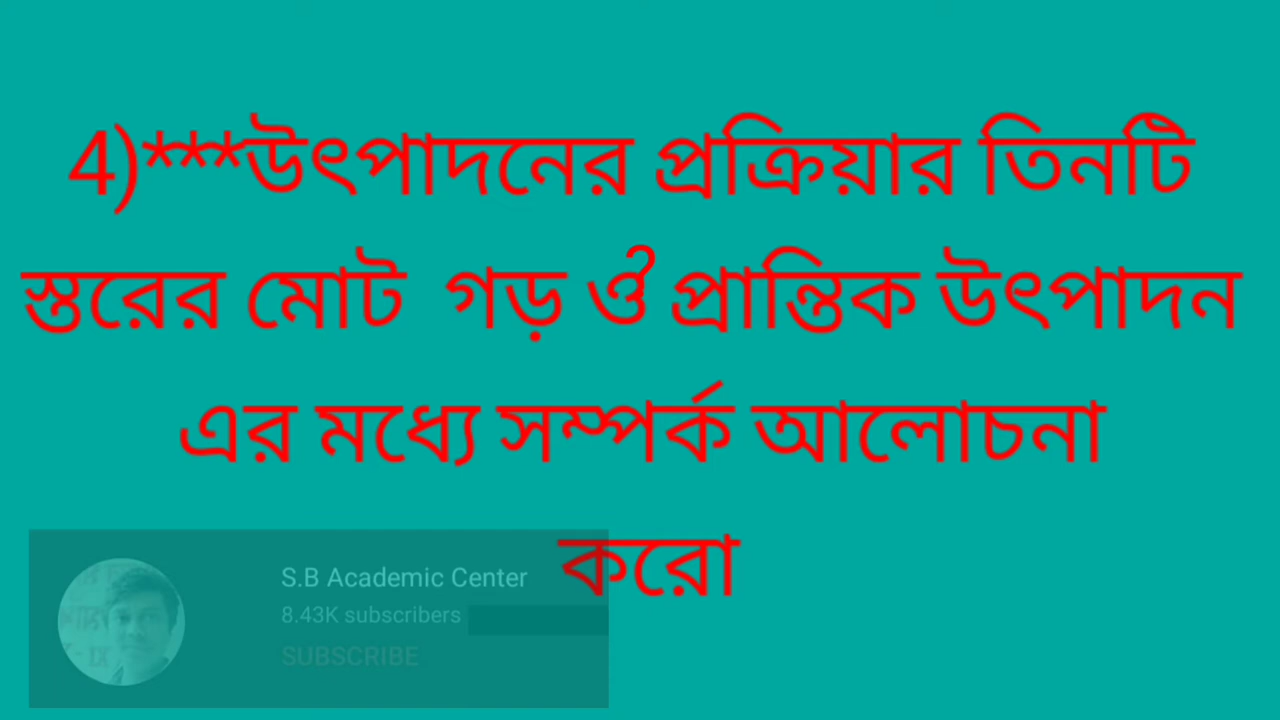 4)***উৎপাদনের প্রক্রিয়ার তিনটি
স্তরের মোট গড় ঔ প্রান্তিক উৎপাদন
এর মধ্যে সম্পর্ক আলোচনা
করো
S.B Academic Center
8.43K subscribers
SUBSCRIBE